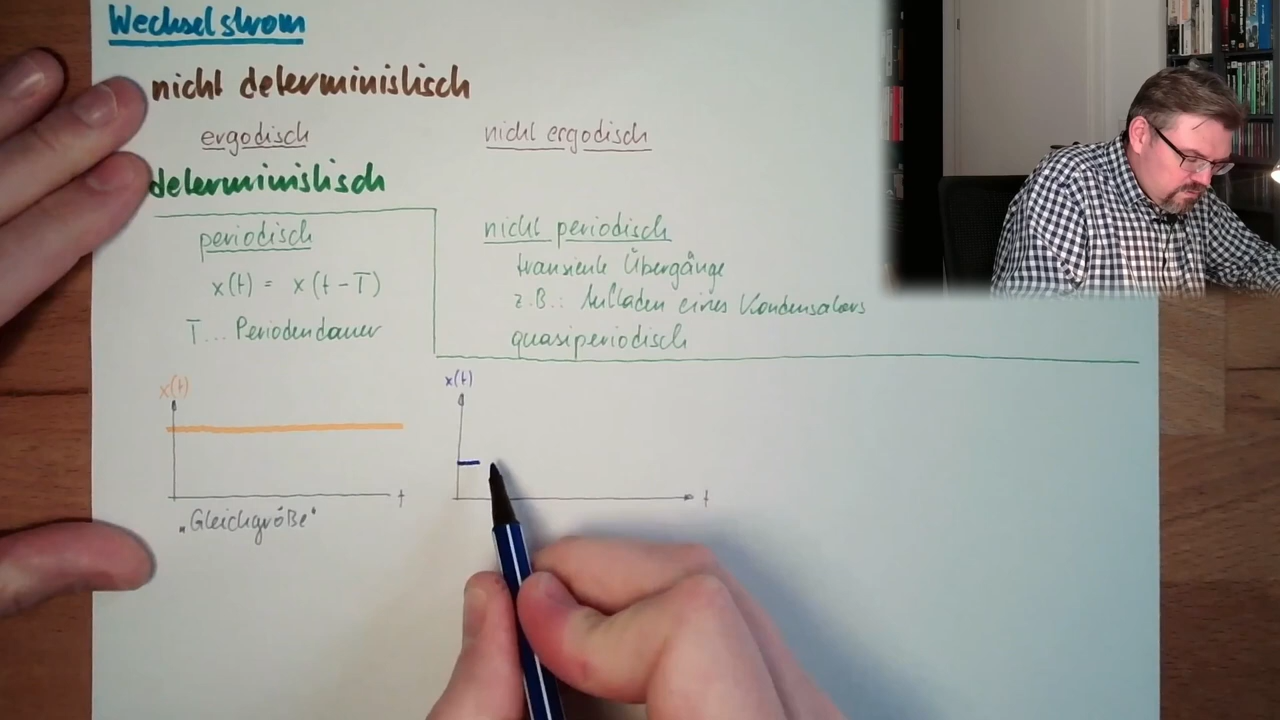 Wechselstrom
nicht deterministisch
ergodisch
nicht ergodisch
deterministisch
periodisch
x(t) = x(t-T)
T... Periodendauer
nicht periodisch
transiente Übergänge
z.B.: Aufladen eines Kondensators
quasiperiodisch
x(t)
t
„Gleichgröße"
x(t)
t